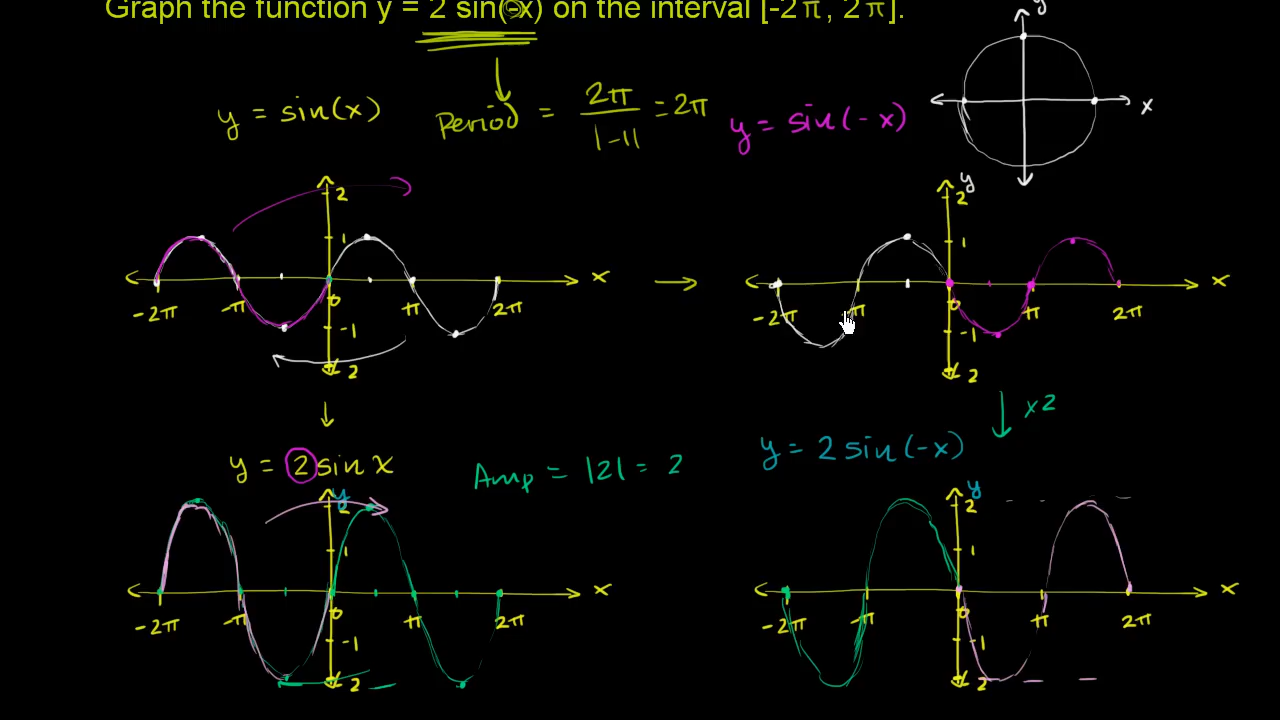 Graph the function y = 2 sin(-x) on the interval [-2π, 2π].
y
x
y = sin(x)
Period = 2π / |-1| = 2π
y = sin(-x)
2
1
-2π -π 0 π 2π x
-1
2
y
2
1
-2π π 0 π 2π x
-1
2
x2
y = 2 sin x
Amp = |2| = 2
y = 2 sin(-x)
y
2
1
-2π -π 0 π 2π x
-1
2
y
2
1
-2π -π 0 π 2π x
-1
2